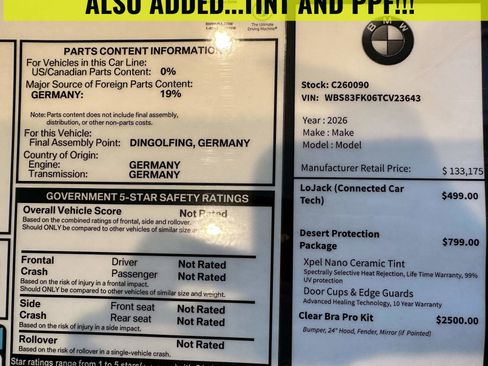 ALSO ADDED...TINT AND PPF!!!
The Ultimate
Driving Machine®
BMW
PARTS CONTENT INFORMATION
For Vehicles in this Car Line:
US/Canadian Parts Content: 0%
Major Source of Foreign Parts Content:
GERMANY: 19%
Note: Parts content does not include final assembly,
distribution, or other non-parts costs.
For this Vehicle:
Final Assembly Point: DINGOLFING, GERMANY
Country of Origin:
Engine: GERMANY
Transmission: GERMANY
GOVERNMENT 5-STAR SAFETY RATINGS
Overall Vehicle Score Not Rated
Based on the combined ratings of frontal, side and rollover.
Should ONLY be compared to other vehicles of similar size and
Frontal Driver Not Rated
Crash Passenger Not Rated
Based on the risk of injury in a frontal impact.
Should ONLY be compared to other vehicles of similar size and weight.
Side Front seat Not Rated
Crash Rear seat Not Rated
Based on the risk of injury in a side impact.
Rollover Not Rated
Based on the risk of rollover in a single-vehicle crash.
Star ratings range from 1 to 5 stars
Stock: C260090
VIN: WBS83FK06TCV23643
Year : 2026
Make : Make
Model : Model
Manufacturer Retail Price: $ 133,175
LoJack (Connected Car $499.00
Tech)
Desert Protection $799.00
Package
Xpel Nano Ceramic Tint
Spectrally Selective Heat Rejection, Life Time Warranty, 99%
UV protection
Door Cups & Edge Guards
Advanced Healing Technology, 10 Year Warranty
Clear Bra Pro Kit $2500.00
Bumper, 24" Hood, Fender, Mirror (if Painted)